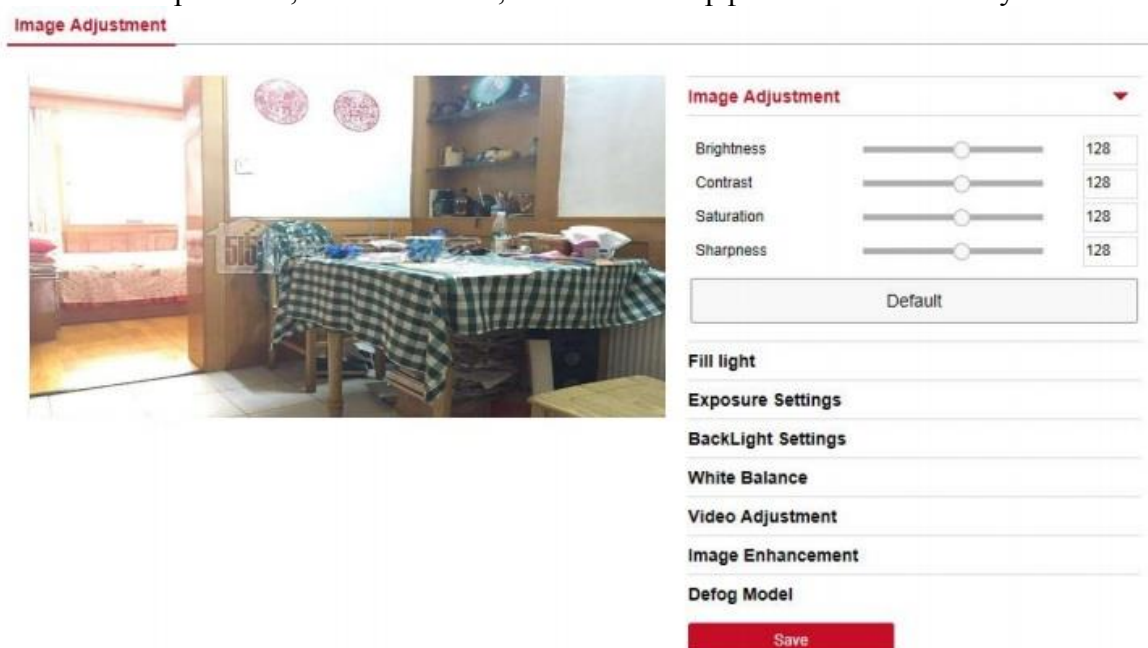 Image Adjustment
Image Adjustment
Brightness 128
Contrast 128
Saturation 128
Sharpness 128
Default
Fill light
Exposure Settings
BackLight Settings
White Balance
Video Adjustment
Image Enhancement
Defog Model
Save